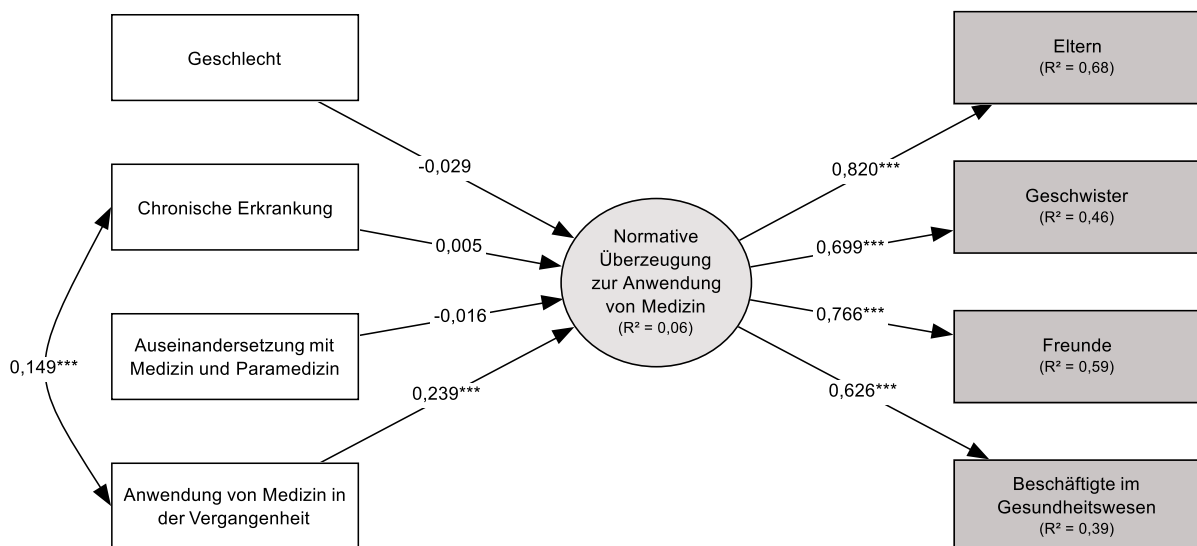 Geschlecht
Chronische Erkrankung
Auseinandersetzung mit
Medizin und Paramedizin
Anwendung von Medizin in
der Vergangenheit
0,149***
-0,029
0,005
-0,016
0,239***
Normative
Überzeugung
zur Anwendung
von Medizin
(R² = 0,06)
0,820***
0,699***
0,766***
0,626***
Eltern
(R² = 0,68)
Geschwister
(R² = 0,46)
Freunde
(R² = 0,59)
Beschäftigte im
Gesundheitswesen
(R² = 0,39)